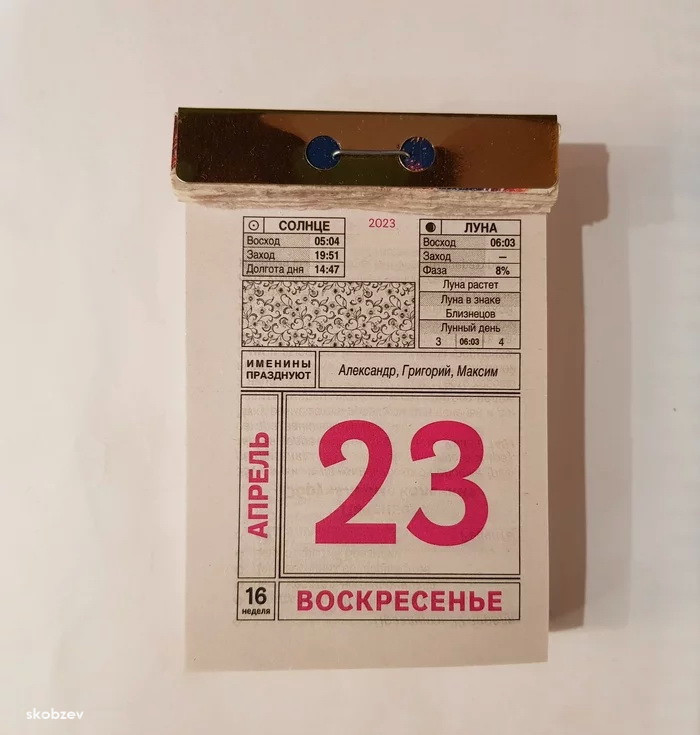 2023
СОЛНЦЕ
Восход 05:04
Заход 19:51
Долгота дня 14:47
ЛУНА
Восход 06:03
Заход —
Фаза 8%
Луна растет
Луна в знаке
Близнецов
Лунный день
3 06:03 4
ИМЕНИНЫ
ПРАЗДНУЮТ
Александр, Григорий, Максим
АПРЕЛЬ
23
16
неделя
ВОСКРЕСЕНЬЕ
skobzev